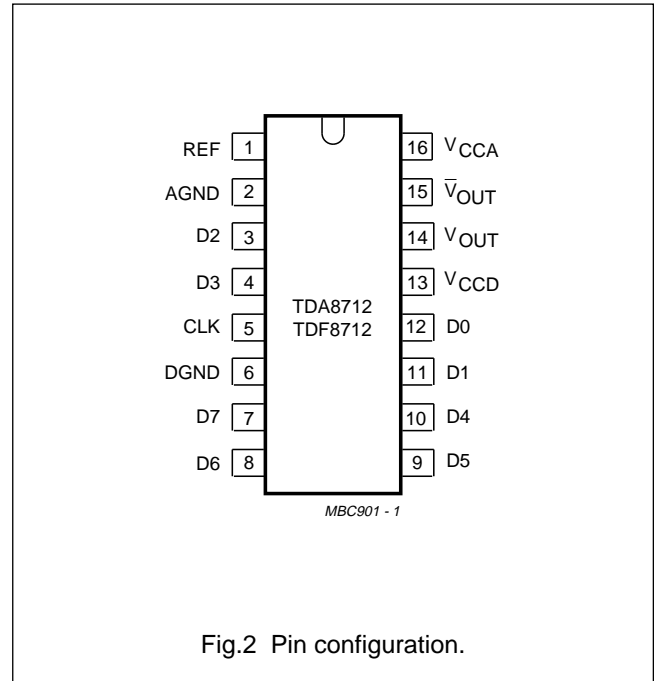 REF 1 16 VCCA
AGND 2 15 V̅OUT
D2 3 14 VOUT
D3 4 13 VCCD
TDA8712
TDF8712
CLK 5 12 D0
DGND 6 11 D1
D7 7 10 D4
D6 8 9 D5
MBC901 - 1
Fig.2 Pin configuration.